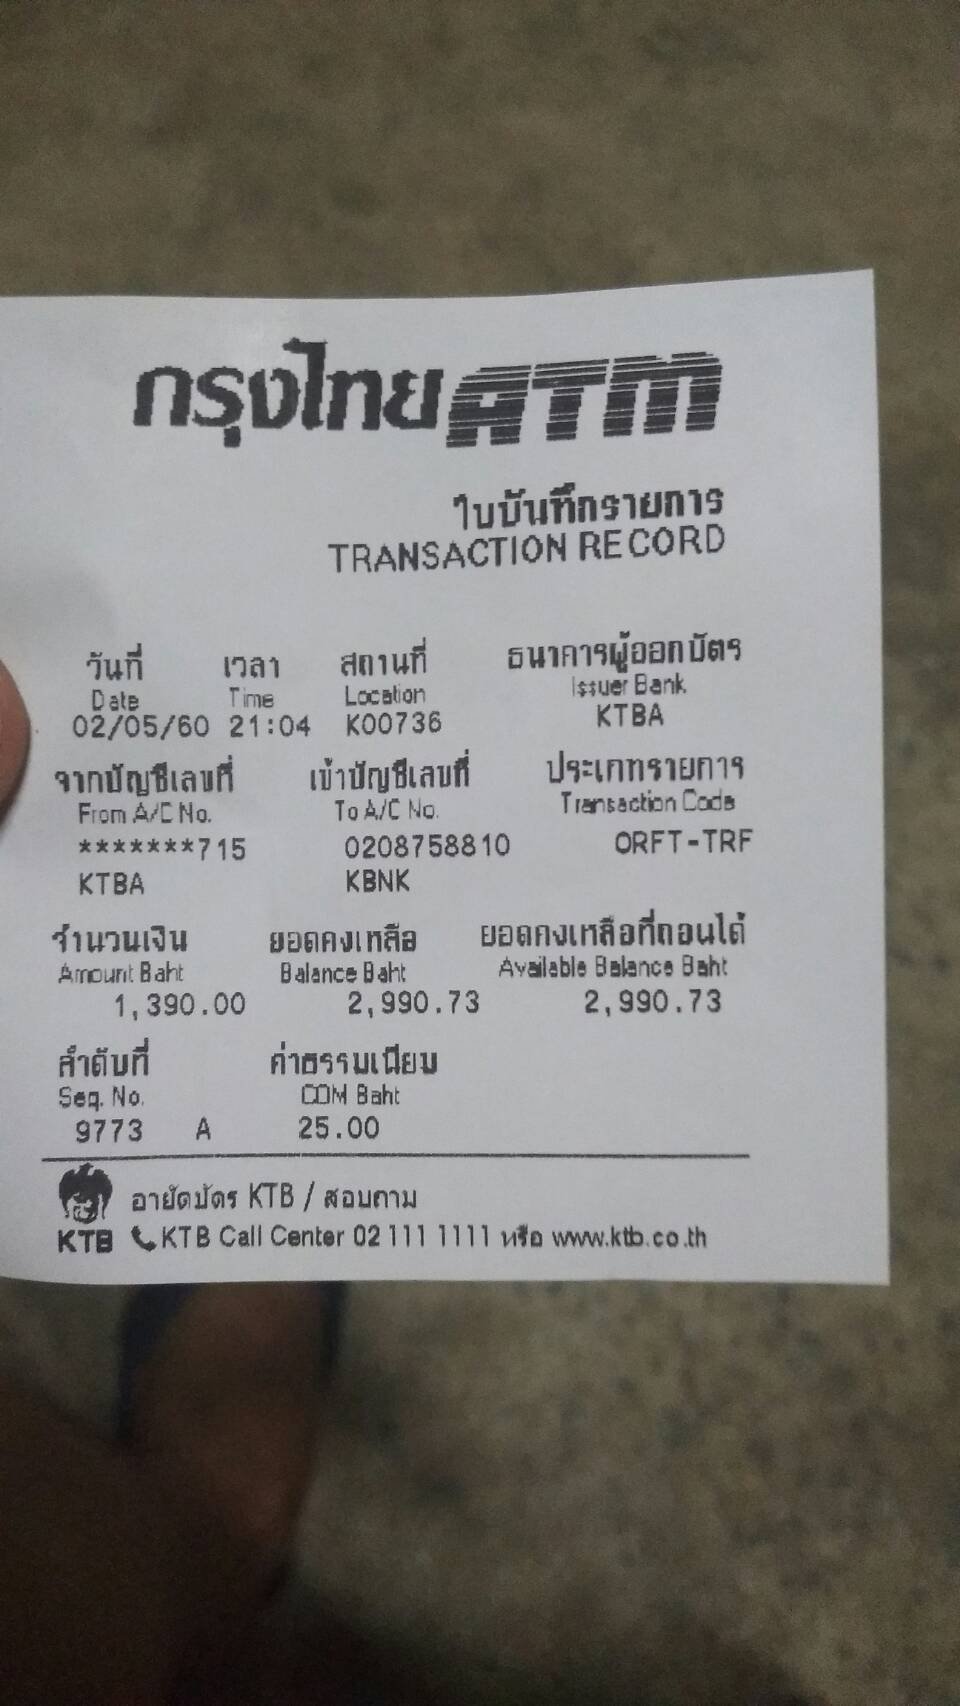 กรุงไทย ATM
ใบบันทึกรายการ
TRANSACTION RECORD
วันที่ เวลา สถานที่ ธนาคารผู้ออกบัตร
Date Time Location Issuer Bank
02/05/60 21:04 K00736 KTBA
จากบัญชีเลขที่ เข้าบัญชีเลขที่ ประเภทรายการ
From A/C No. To A/C No. Transaction Code
*******715 0208758810 ORFT-TRF
KTBA KBNK
จำนวนเงิน ยอดคงเหลือ ยอดคงเหลือที่ถอนได้
Amount Baht Balance Baht Available Balance Baht
1,390.00 2,990.73 2,990.73
ลำดับที่ ค่าธรรมเนียม
Seq. No. COM Baht
9773 A 25.00
อายัดบัตร KTB / สอบถาม
KTB KTB Call Center 02 111 1111 หรือ www.ktb.co.th